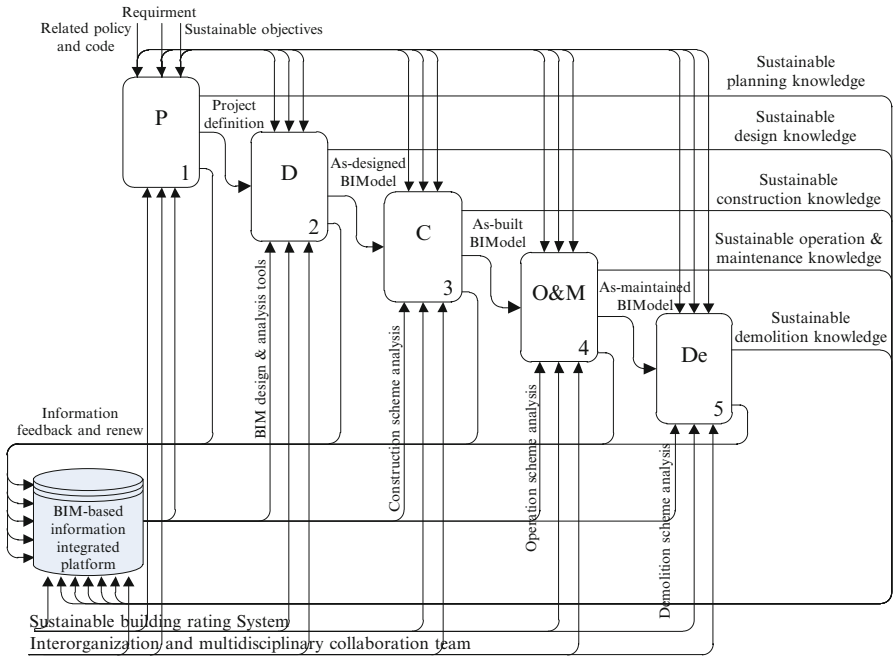 Requirment
Related policy
and code
Sustainable objectives
Sustainable
planning knowledge
P
1
Project
definition
Sustainable
design knowledge
D
2
As-designed
BIModel
Sustainable
construction knowledge
C
3
As-built
BIModel
Sustainable operation &
maintenance knowledge
O&M
4
As-maintained
BIModel
Sustainable
demolition knowledge
De
5
BIM design & analysis tools
Construction scheme analysis
Operation scheme analysis
Demolition scheme analysis
Information
feedback and renew
BIM-based
information
integrated
platform
Sustainable building rating System
Interorganization and multidisciplinary collaboration team